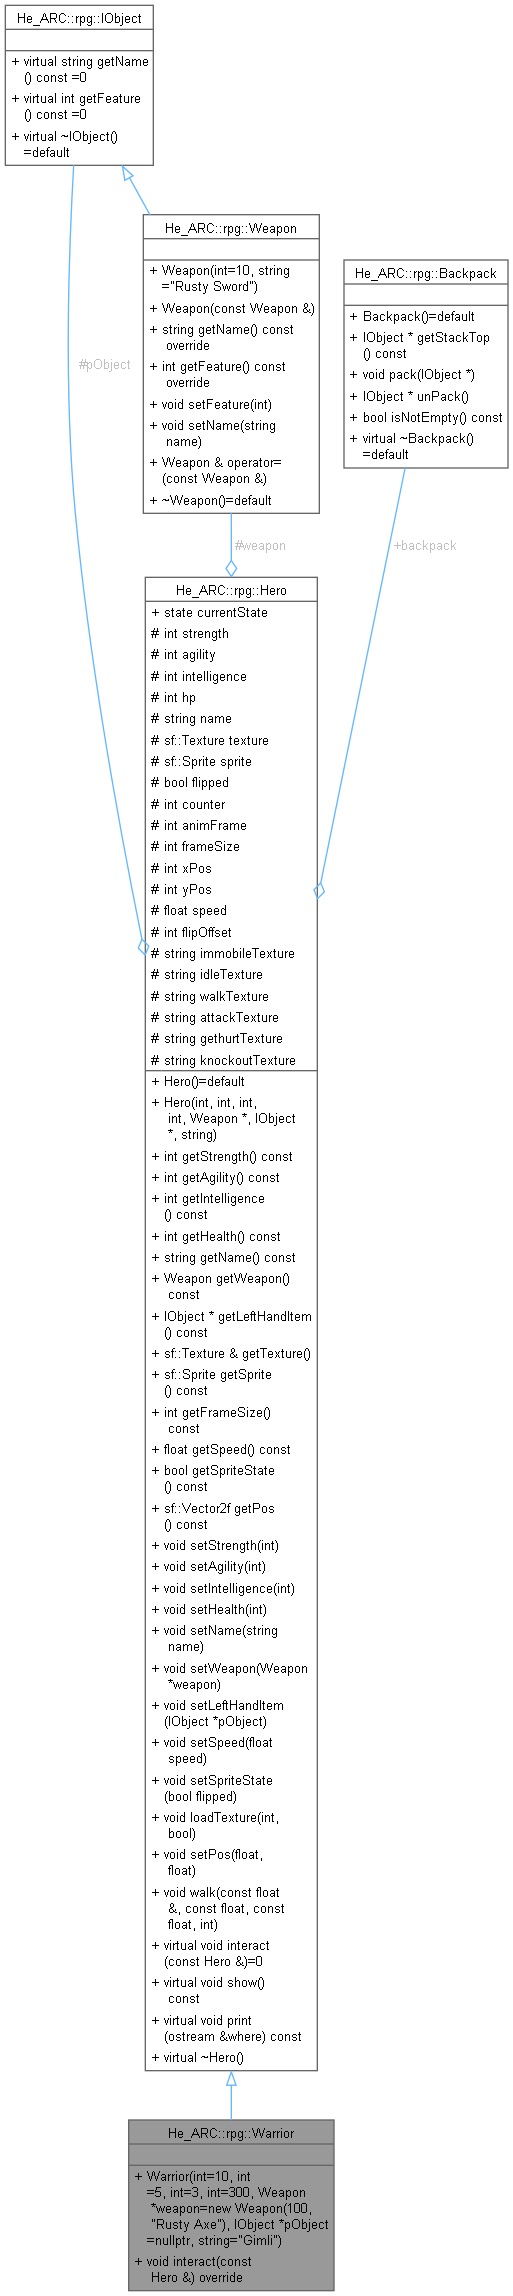 He_ARC::rpg::IObject
+ virtual string getName
() const =0
+ virtual int getFeature
() const =0
+ virtual ~IObject()
=default
He_ARC::rpg::Weapon
+ Weapon(int=10, string
="Rusty Sword")
+ Weapon(const Weapon &)
+ string getName() const
override
+ int getFeature() const
override
+ void setFeature(int)
+ void setName(string
name)
+ Weapon & operator=
(const Weapon &)
+ ~Weapon()=default
He_ARC::rpg::Backpack
+ Backpack()=default
+ IObject * getStackTop
() const
+ void pack(IObject *)
+ IObject * unPack()
+ bool isNotEmpty() const
+ virtual ~Backpack()
=default
#pObject
#weapon
+backpack
He_ARC::rpg::Hero
+ state currentState
# int strength
# int agility
# int intelligence
# int hp
# string name
# sf::Texture texture
# sf::Sprite sprite
# bool flipped
# int counter
# int animFrame
# int frameSize
# int xPos
# int yPos
# float speed
# int flipOffset
# string immobileTexture
# string idleTexture
# string walkTexture
# string attackTexture
# string gethurtTexture
# string knockoutTexture
+ Hero()=default
+ Hero(int, int, int,
int, Weapon *, IObject
*, string)
+ int getStrength() const
+ int getAgility() const
+ int getIntelligence
() const
+ int getHealth() const
+ string getName() const
+ Weapon getWeapon()
const
+ IObject * getLeftHandItem
() const
+ sf::Texture & getTexture()
+ sf::Sprite getSprite
() const
+ int getFrameSize()
const
+ float getSpeed() const
+ bool getSpriteState
() const
+ sf::Vector2f getPos
() const
+ void setStrength(int)
+ void setAgility(int)
+ void setIntelligence(int)
+ void setHealth(int)
+ void setName(string
name)
+ void setWeapon(Weapon
*weapon)
+ void setLeftHandItem
(IObject *pObject)
+ void setSpeed(float
speed)
+ void setSpriteState
(bool flipped)
+ void loadTexture(int,
bool)
+ void setPos(float,
float)
+ void walk(const float
&, const float, const
float, int)
+ virtual void interact
(const Hero &)=0
+ virtual void show()
const
+ virtual void print
(ostream &where) const
+ virtual ~Hero()
He_ARC::rpg::Warrior
+ Warrior(int=10, int
=5, int=3, int=300, Weapon
*weapon=new Weapon(100,
"Rusty Axe"), IObject *pObject
=nullptr, string="Gimli")
+ void interact(const
Hero &) override